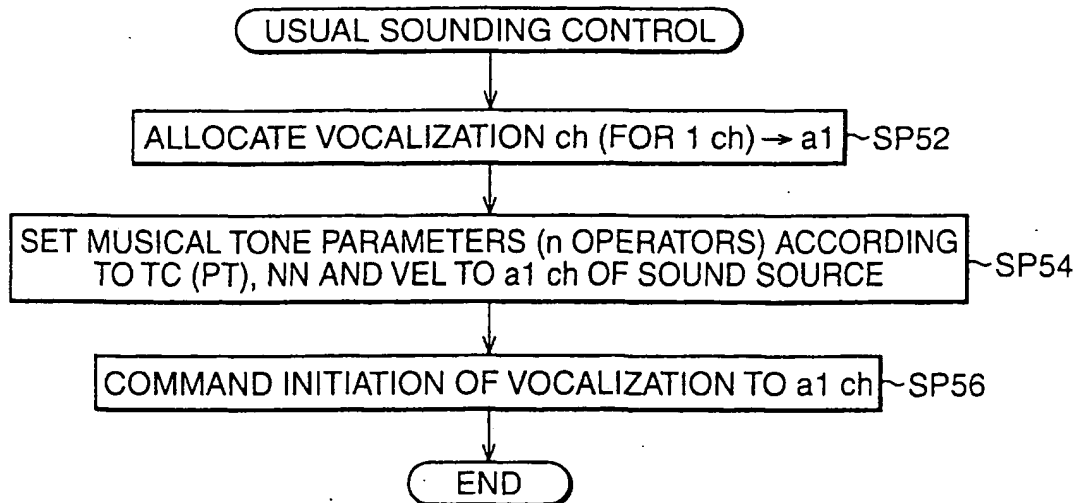 USUAL SOUNDING CONTROL
ALLOCATE VOCALIZATION ch (FOR 1 ch) → a1 ~SP52
SET MUSICAL TONE PARAMETERS (n OPERATORS) ACCORDING
TO TC (PT), NN AND VEL TO a1 ch OF SOUND SOURCE ~SP54
COMMAND INITIATION OF VOCALIZATION TO a1 ch ~SP56
END